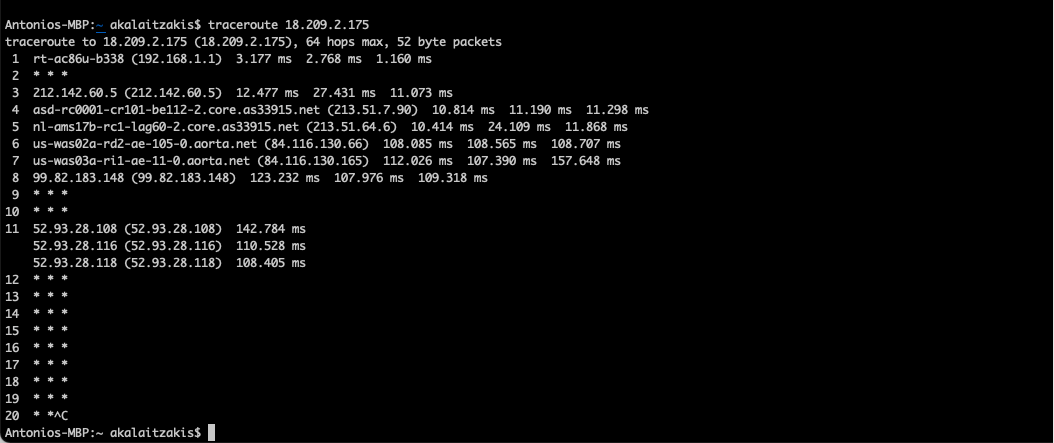 Antonios-MBP:~ akalaitzakis$ traceroute 18.209.2.175
traceroute to 18.209.2.175 (18.209.2.175), 64 hops max, 52 byte packets
 1  rt-ac86u-b338 (192.168.1.1)  3.177 ms  2.768 ms  1.160 ms
 2  * * *
 3  212.142.60.5 (212.142.60.5)  12.477 ms  27.431 ms  11.073 ms
 4  asd-rc0001-cr101-be112-2.core.as33915.net (213.51.7.90)  10.814 ms  11.190 ms  11.298 ms
 5  nl-ams17b-rc1-lag60-2.core.as33915.net (213.51.64.6)  10.414 ms  24.109 ms  11.868 ms
 6  us-was02a-rd2-ae-105-0.aorta.net (84.116.130.66)  108.085 ms  108.565 ms  108.707 ms
 7  us-was03a-ri1-ae-11-0.aorta.net (84.116.130.165)  112.026 ms  107.390 ms  157.648 ms
 8  99.82.183.148 (99.82.183.148)  123.232 ms  107.976 ms  109.318 ms
 9  * * *
10  * * *
11  52.93.28.108 (52.93.28.108)  142.784 ms
    52.93.28.116 (52.93.28.116)  110.528 ms
    52.93.28.118 (52.93.28.118)  108.405 ms
12  * * *
13  * * *
14  * * *
15  * * *
16  * * *
17  * * *
18  * * *
19  * * *
20  * *^C
Antonios-MBP:~ akalaitzakis$